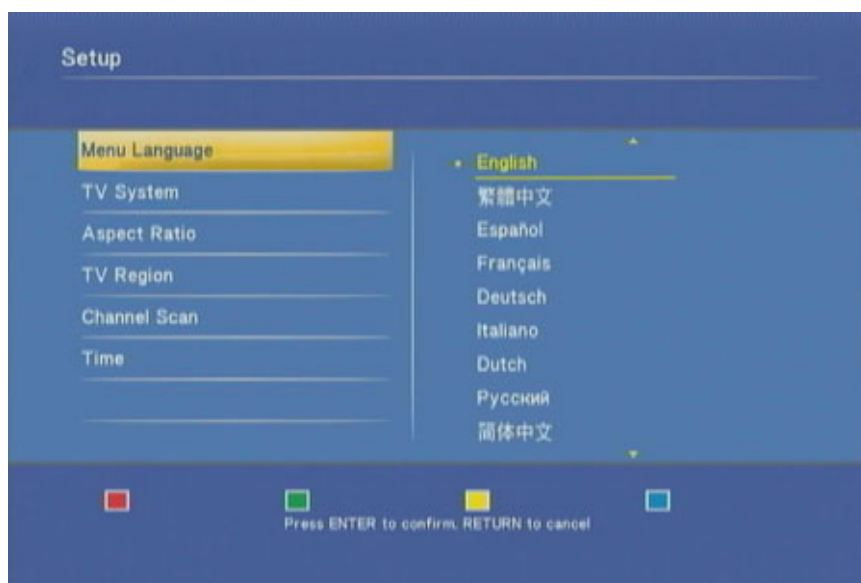 Setup
Menu Language
TV System
Aspect Ratio
TV Region
Channel Scan
Time
English
繁體中文
Español
Français
Deutsch
Italiano
Dutch
Русский
简体中文
Press ENTER to confirm. RETURN to cancel